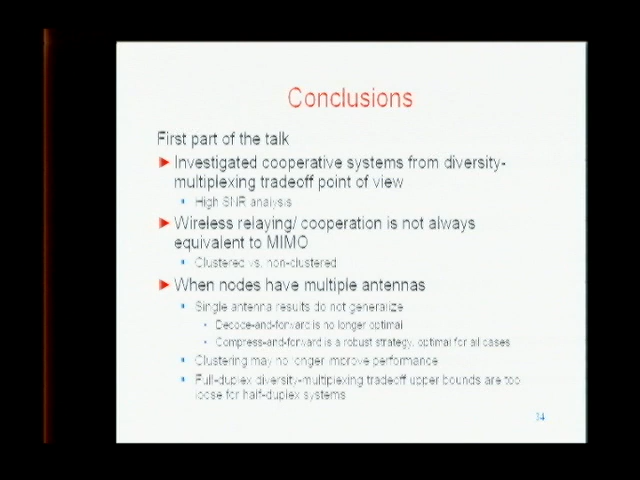 Conclusions
First part of the talk
Investigated cooperative systems from diversity-
multiplexing tradeoff point of view
High SNR analysis
Wireless relaying/ cooperation is not always
equivalent to MIMO
Clustered vs. non-clustered
When nodes have multiple antennas
Single antenna results do not generalize
Decode-and-forward is no longer optimal
Compress-and-forward is a robust strategy, optimal for all cases
Clustering may no longer improve performance
Full-duplex diversity-multiplexing tradeoff upper bounds are too
loose for half-duplex systems
34